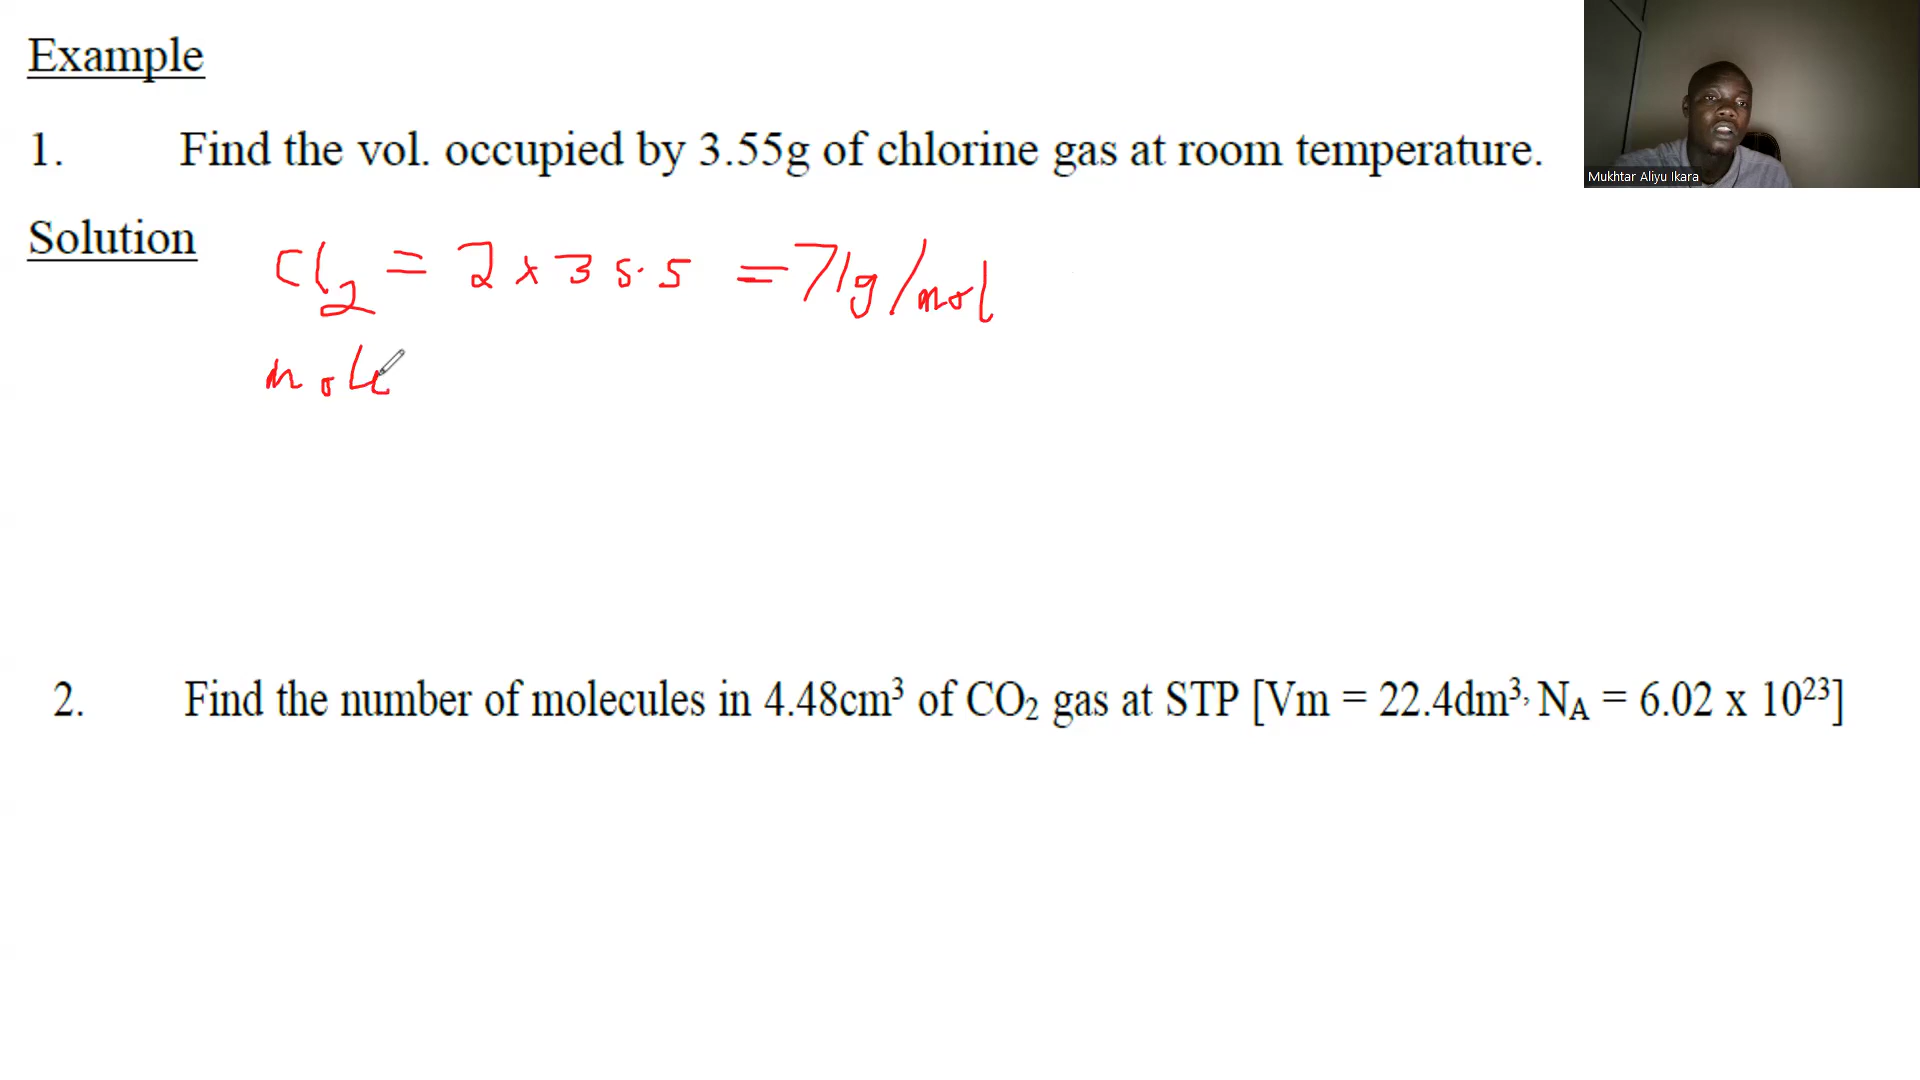 Example
1. Find the vol. occupied by 3.55g of chlorine gas at room temperature.
Mukhtar Aliyu Ikara
Solution
Cl₂ = 2 x 35.5 = 71g/mol
mole
2. Find the number of molecules in 4.48cm³ of CO₂ gas at STP [Vm = 22.4dm³, N_A = 6.02 x 10²³]